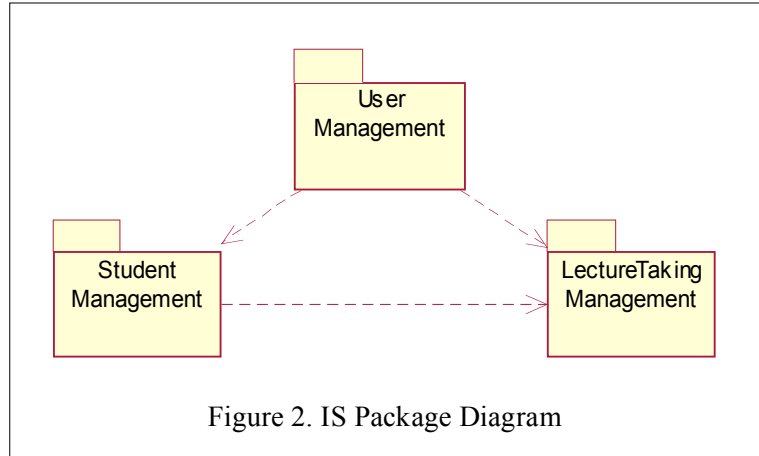 User
Management
Student
Management
LectureTaking
Management
Figure 2. IS Package Diagram